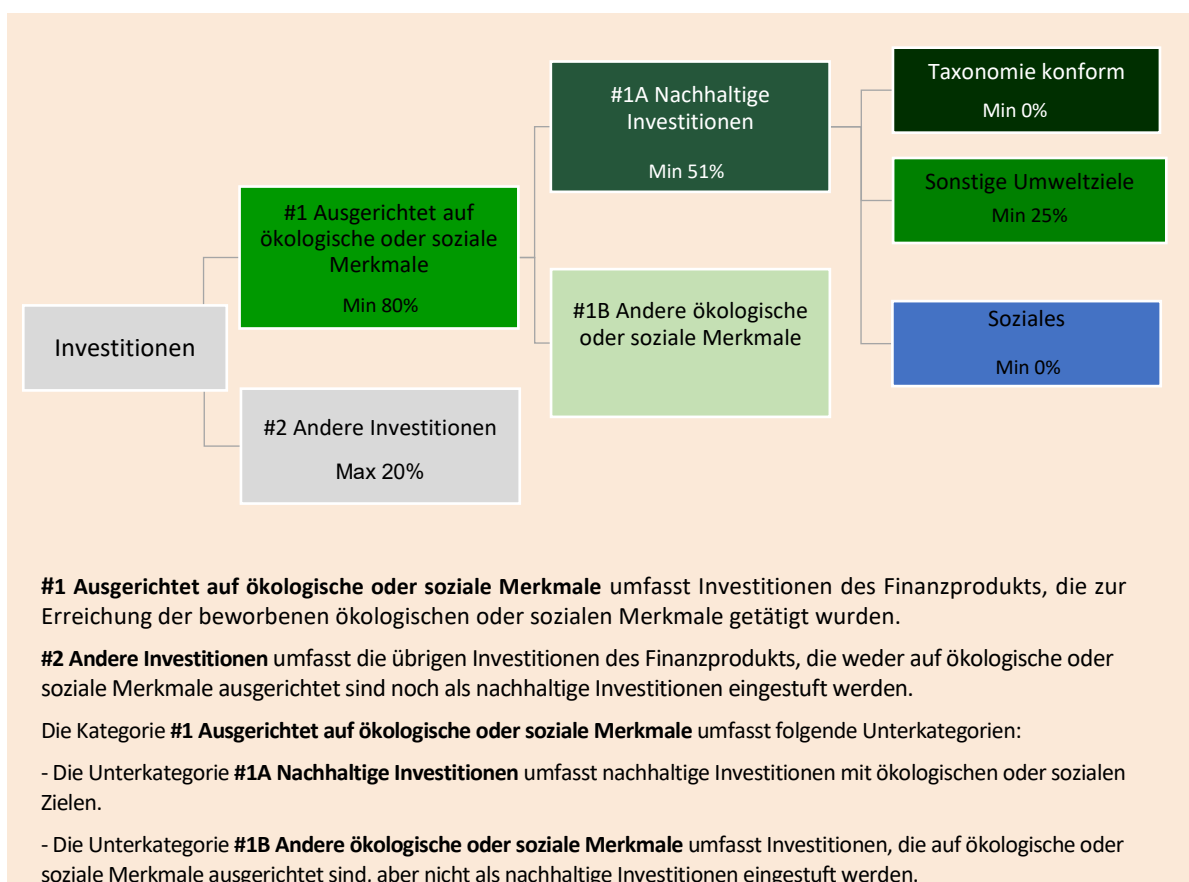 Investitionen
#1 Ausgerichtet auf
ökologische oder soziale
Merkmale
Min 80%
#2 Andere Investitionen
Max 20%
#1A Nachhaltige
Investitionen
Min 51%
#1B Andere ökologische
oder soziale Merkmale
Taxonomie konform
Min 0%
Sonstige Umweltziele
Min 25%
Soziales
Min 0%
#1 Ausgerichtet auf ökologische oder soziale Merkmale umfasst Investitionen des Finanzprodukts, die zur
Erreichung der beworbenen ökologischen oder sozialen Merkmale getätigt wurden.
#2 Andere Investitionen umfasst die übrigen Investitionen des Finanzprodukts, die weder auf ökologische oder
soziale Merkmale ausgerichtet sind noch als nachhaltige Investitionen eingestuft werden.
Die Kategorie #1 Ausgerichtet auf ökologische oder soziale Merkmale umfasst folgende Unterkategorien:
- Die Unterkategorie #1A Nachhaltige Investitionen umfasst nachhaltige Investitionen mit ökologischen oder sozialen
Zielen.
- Die Unterkategorie #1B Andere ökologische oder soziale Merkmale umfasst Investitionen, die auf ökologische oder
soziale Merkmale ausgerichtet sind, aber nicht als nachhaltige Investitionen eingestuft werden.